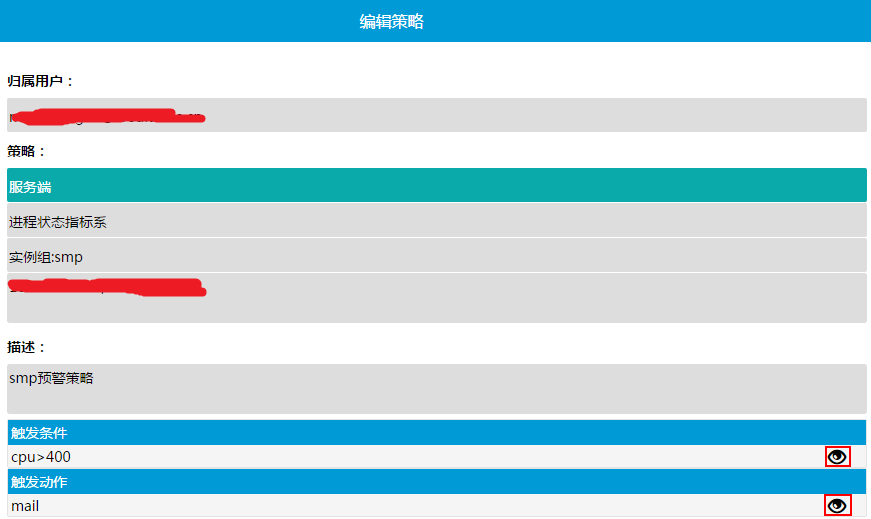 编辑策略
归属用户：
策略：
服务端
进程状态指标系
实例组:smp
描述：
smp预警策略
触发条件
cpu>400
触发动作
mail